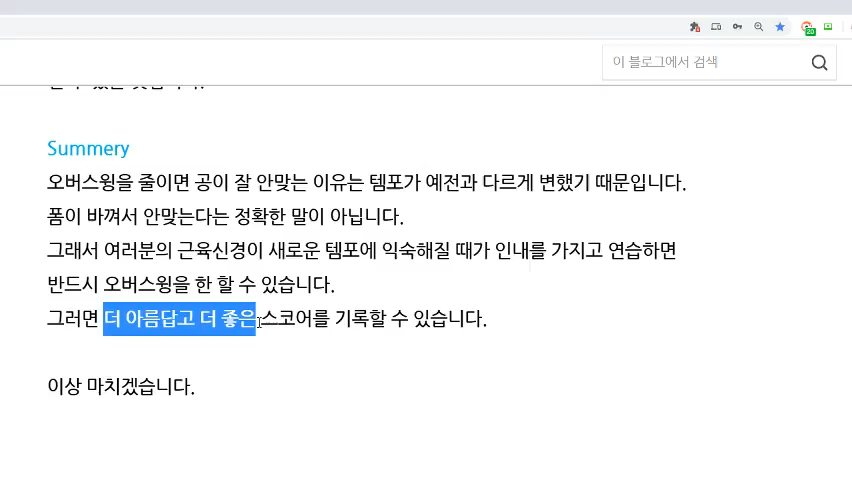 이 블로그에서 검색
Summery
오버스윙을 줄이면 공이 잘 안맞는 이유는 템포가 예전과 다르게 변했기 때문입니다.
폼이 바껴서 안맞는다는 정확한 말이 아닙니다.
그래서 여러분의 근육신경이 새로운 템포에 익숙해질 때가 인내를 가지고 연습하면
반드시 오버스윙을 한 할 수 있습니다.
그러면 더 아름답고 더 좋은 스코어를 기록할 수 있습니다.
이상 마치겠습니다.